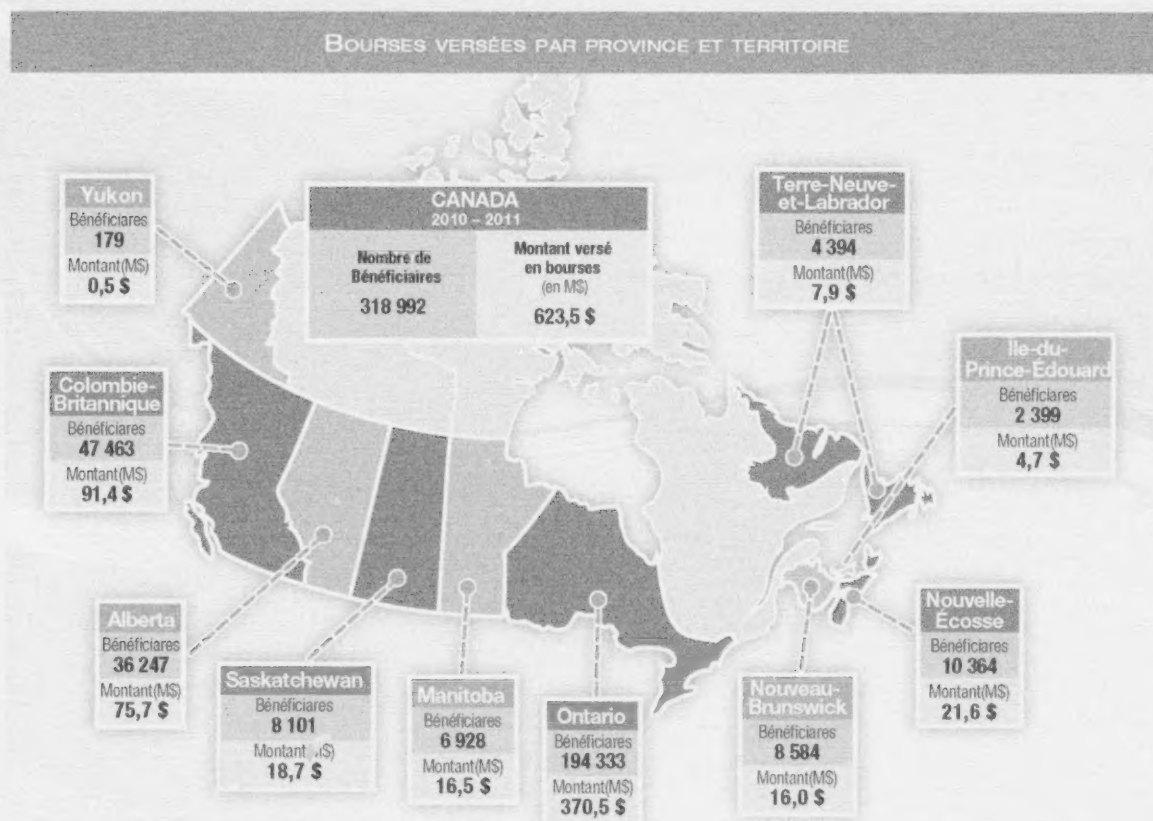 BOURSES VERSÉES PAR PROVINCE ET TERRITOIRE
Yukon
Bénéficiares
179
Montant(M$)
0,5 $
CANADA
2010 – 2011
Nombre de
Bénéficiaires
318 992
Montant versé
en bourses
(en M$)
623,5 $
Terre-Neuve-
et-Labrador
Bénéficiares
4 394
Montant(M$)
7,9 $
Ile-du-
Prince-Édouard
Bénéficiares
2 399
Montant(M$)
4,7 $
Colombie-
Britannique
Bénéficiares
47 463
Montant(M$)
91,4 $
Alberta
Bénéficiares
36 247
Montant(M$)
75,7 $
Saskatchewan
Bénéficiares
8 101
Montant (M$)
18,7 $
Manitoba
Bénéficiares
6 928
Montant(M$)
16,5 $
Ontario
Bénéficiares
194 333
Montant(M$)
370,5 $
Nouveau-
Brunswick
Bénéficiares
8 584
Montant(M$)
16,0 $
Nouvelle-
Écosse
Bénéficiares
10 364
Montant(M$)
21,6 $